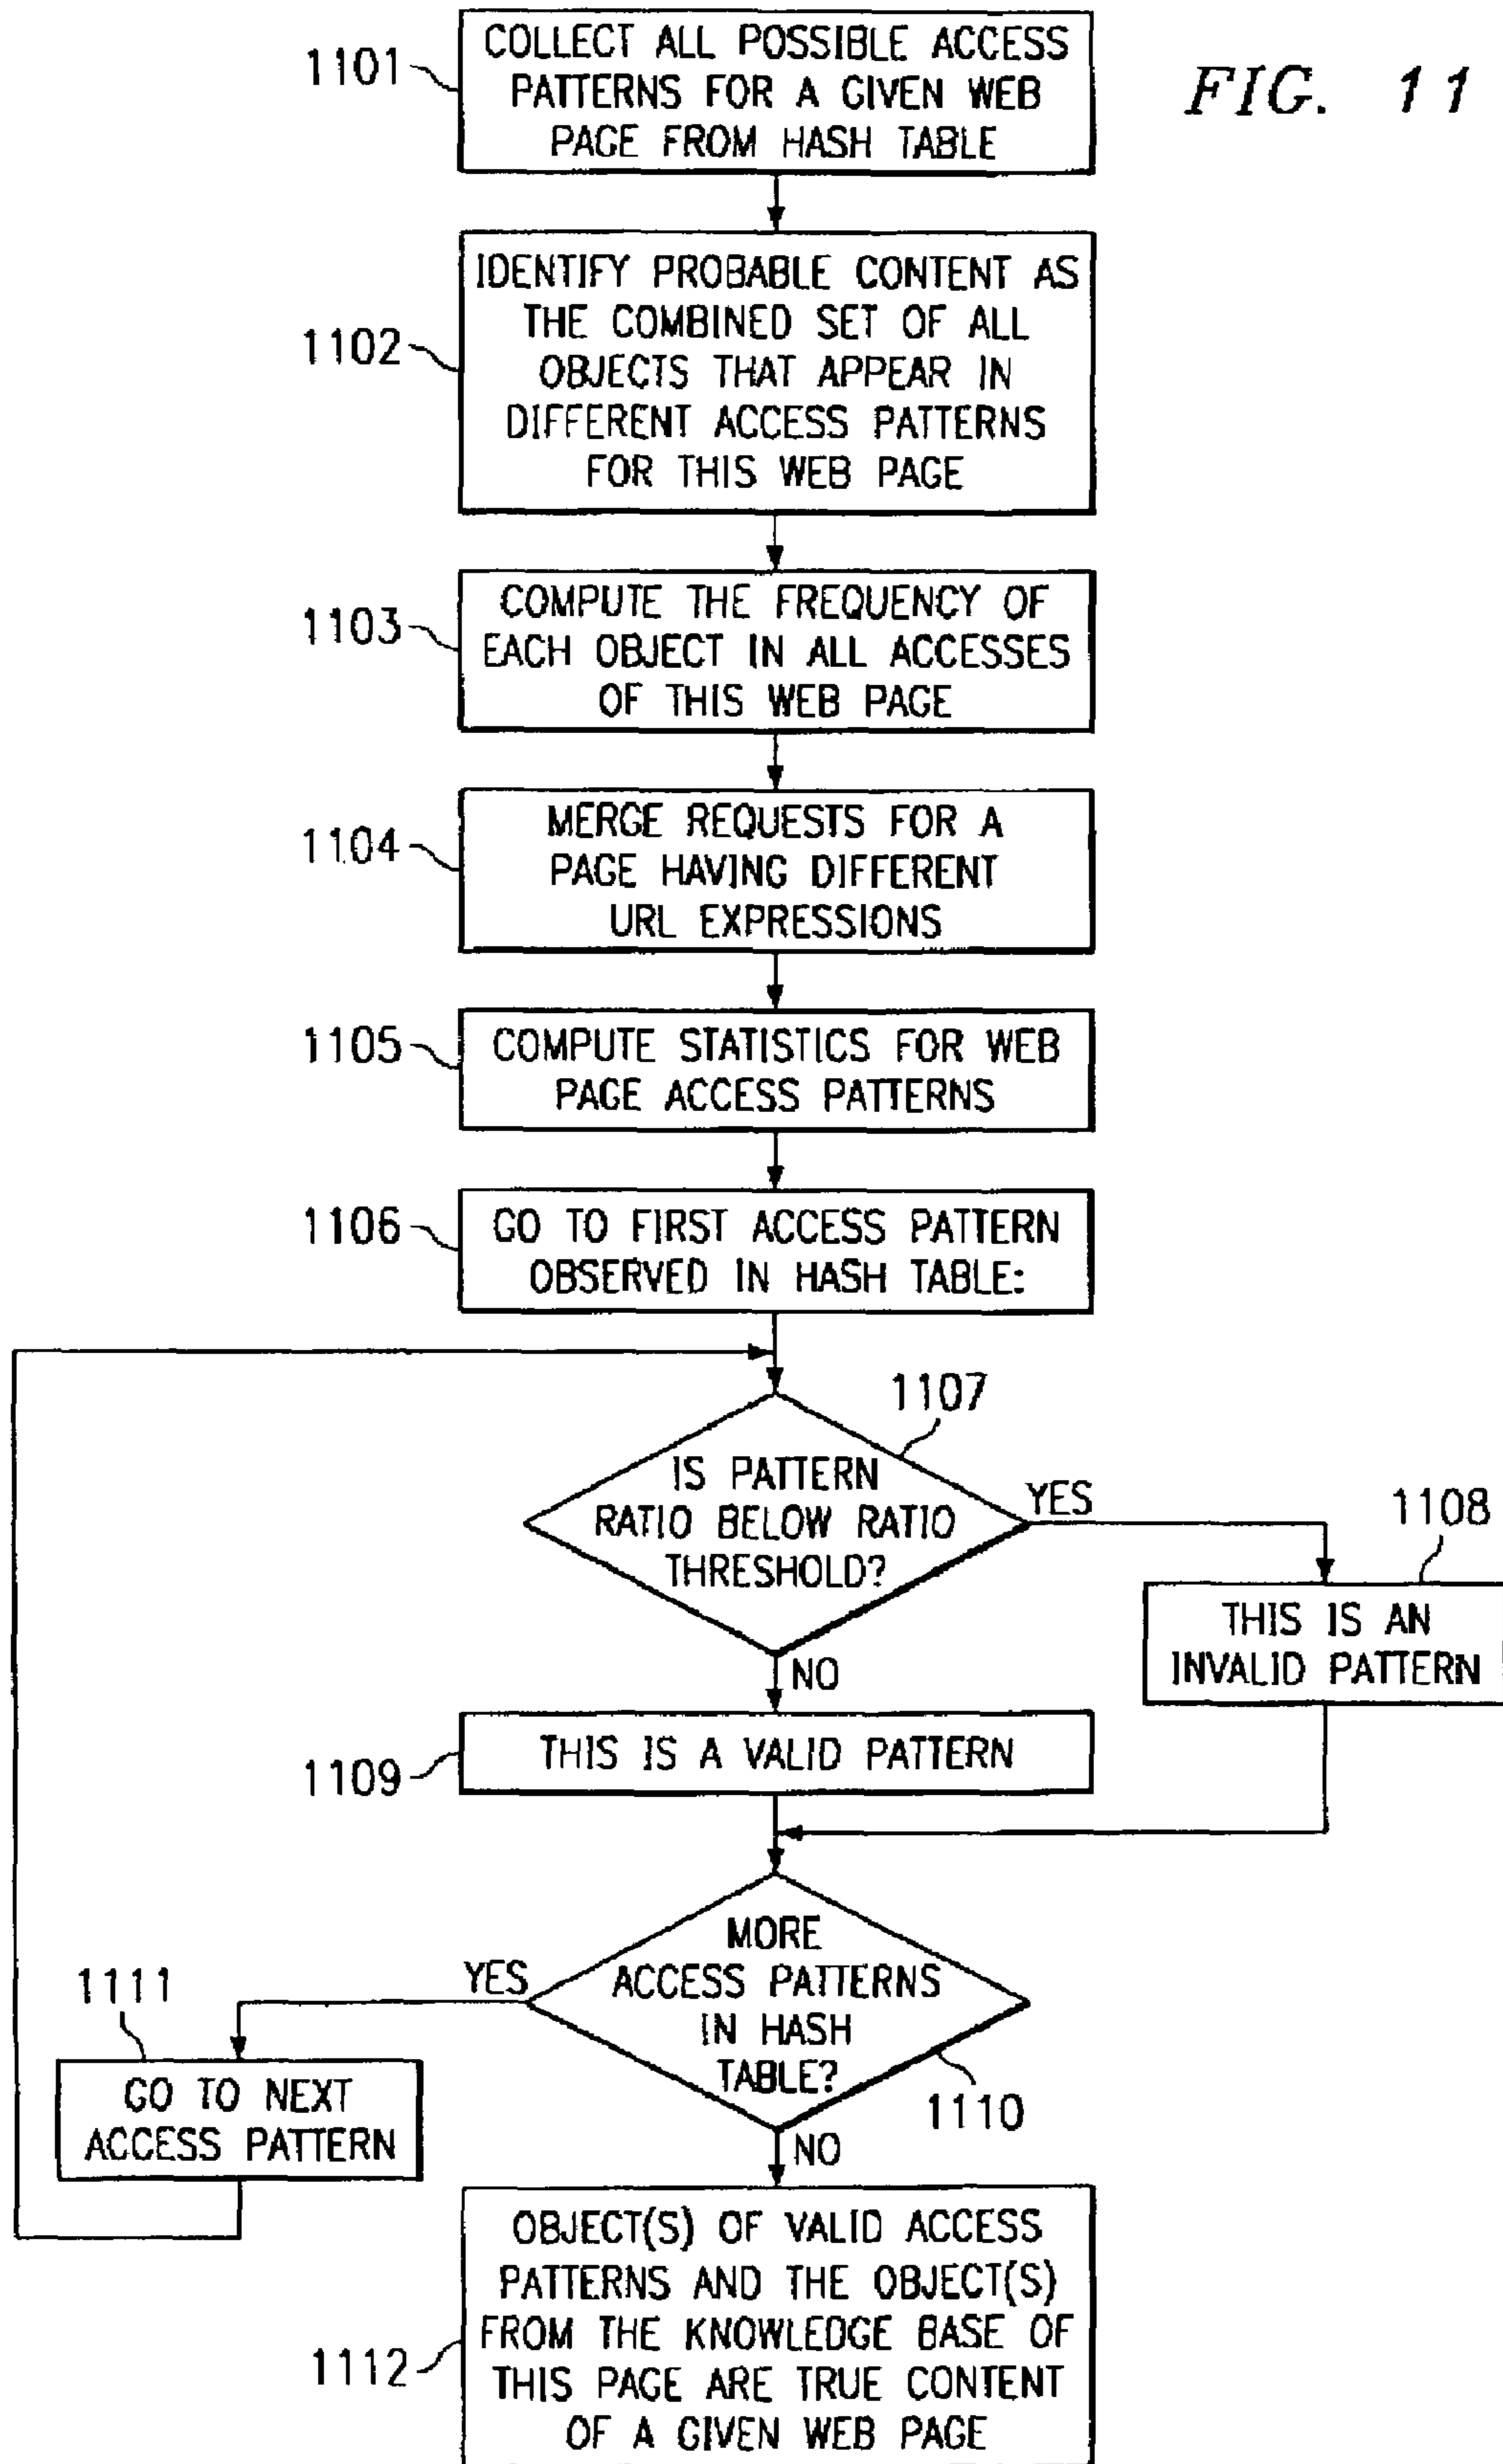 FIG. 11
1101
COLLECT ALL POSSIBLE ACCESS
PATTERNS FOR A GIVEN WEB
PAGE FROM HASH TABLE
1102
IDENTIFY PROBABLE CONTENT AS
THE COMBINED SET OF ALL
OBJECTS THAT APPEAR IN
DIFFERENT ACCESS PATTERNS
FOR THIS WEB PAGE
1103
COMPUTE THE FREQUENCY OF
EACH OBJECT IN ALL ACCESSES
OF THIS WEB PAGE
1104
MERGE REQUESTS FOR A
PAGE HAVING DIFFERENT
URL EXPRESSIONS
1105
COMPUTE STATISTICS FOR WEB
PAGE ACCESS PATTERNS
1106
GO TO FIRST ACCESS PATTERN
OBSERVED IN HASH TABLE:
1107
IS PATTERN
RATIO BELOW RATIO
THRESHOLD?
YES
1108
THIS IS AN
INVALID PATTERN
NO
1109
THIS IS A VALID PATTERN
MORE
ACCESS PATTERNS
IN HASH
TABLE?
1110
YES
1111
GO TO NEXT
ACCESS PATTERN
NO
1112
OBJECT(S) OF VALID ACCESS
PATTERNS AND THE OBJECT(S)
FROM THE KNOWLEDGE BASE OF
THIS PAGE ARE TRUE CONTENT
OF A GIVEN WEB PAGE